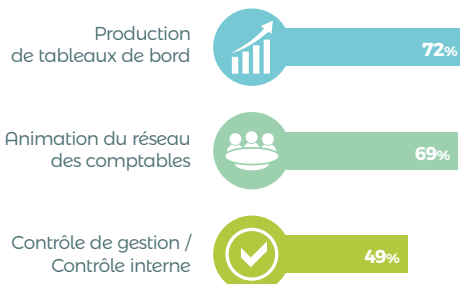 Production
de tableaux de bord
72%
Animation du réseau
des comptables
69%
Contrôle de gestion /
Contrôle interne
49%